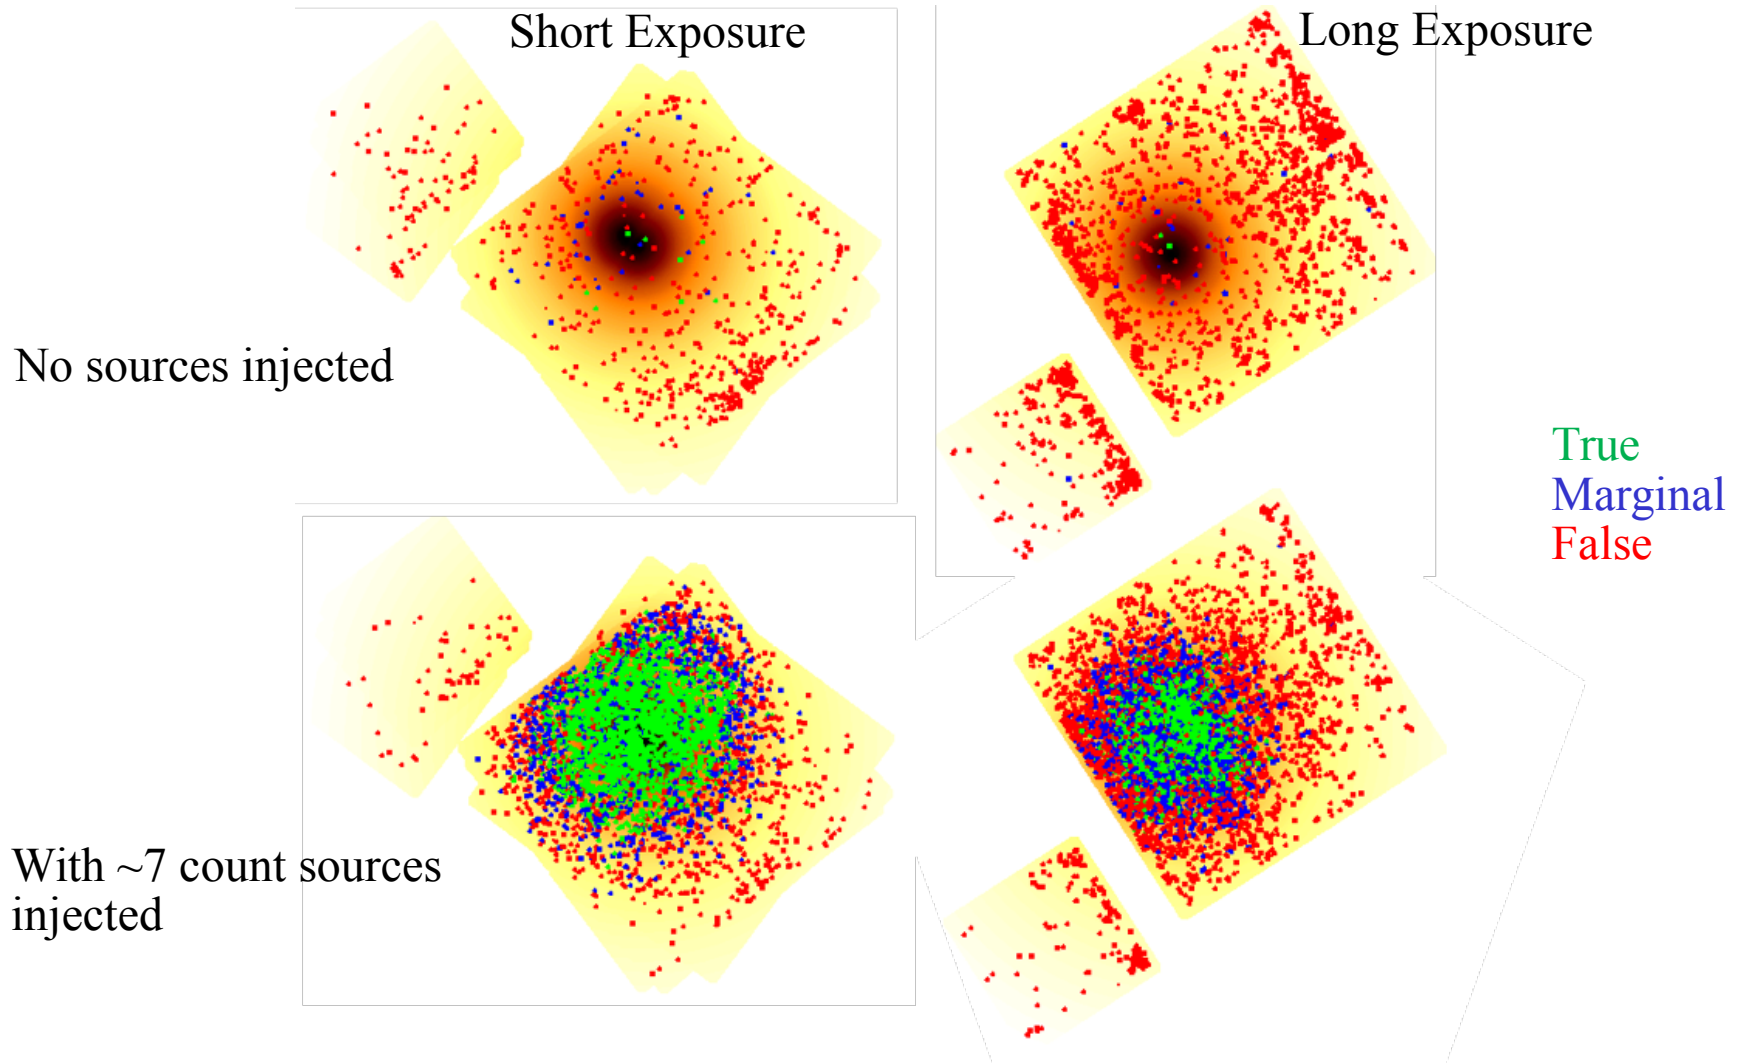 Short Exposure
Long Exposure
No sources injected
True
Marginal
False
With ~7 count sources
injected